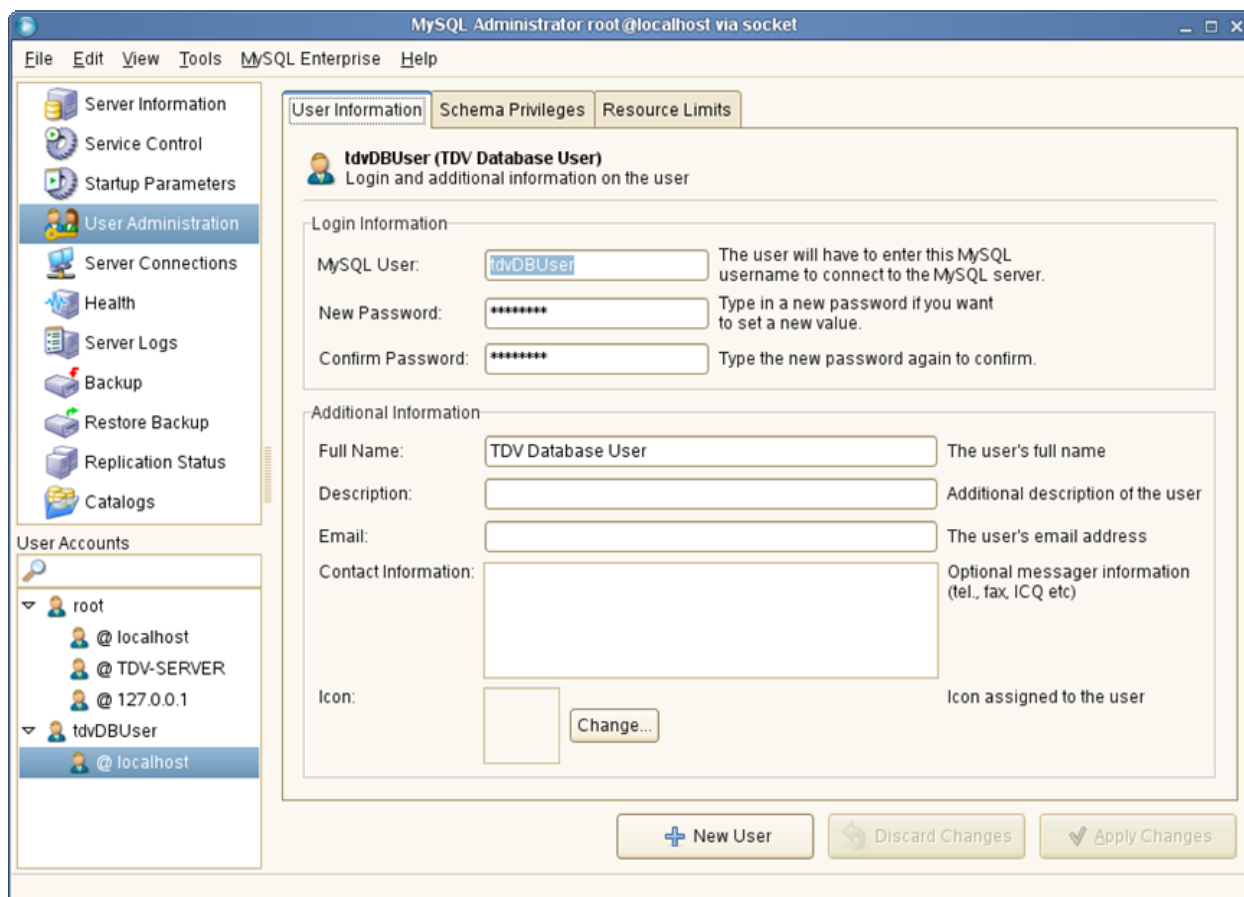 MySQL Administrator root@localhost via socket
File Edit View Tools MySQL Enterprise Help
Server Information
Service Control
Startup Parameters
User Administration
Server Connections
Health
Server Logs
Backup
Restore Backup
Replication Status
Catalogs
User Accounts
root
@ localhost
@ TDV-SERVER
@ 127.0.0.1
tdvDBUser
@ localhost
User Information Schema Privileges Resource Limits
tdvDBUser (TDV Database User)
Login and additional information on the user
Login Information
MySQL User: tdvDBUser The user will have to enter this MySQL
username to connect to the MySQL server.
New Password: ******** Type in a new password if you want
to set a new value.
Confirm Password: ******** Type the new password again to confirm.
Additional Information
Full Name: TDV Database User The user's full name
Description: Additional description of the user
Email: The user's email address
Contact Information: Optional messager information
(tel., fax, ICQ etc)
Icon: Icon assigned to the user
Change...
New User Discard Changes Apply Changes